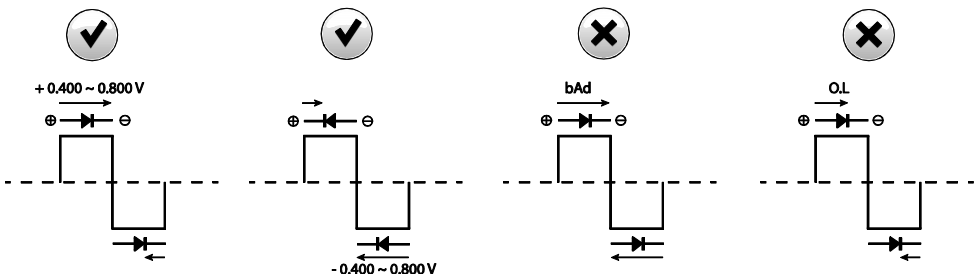 + 0.400 ~ 0.800 V
bAd
O.L
⊕ ⊖
⊕ ⊖
⊕ ⊖
⊕ ⊖
- 0.400 ~ 0.800 V